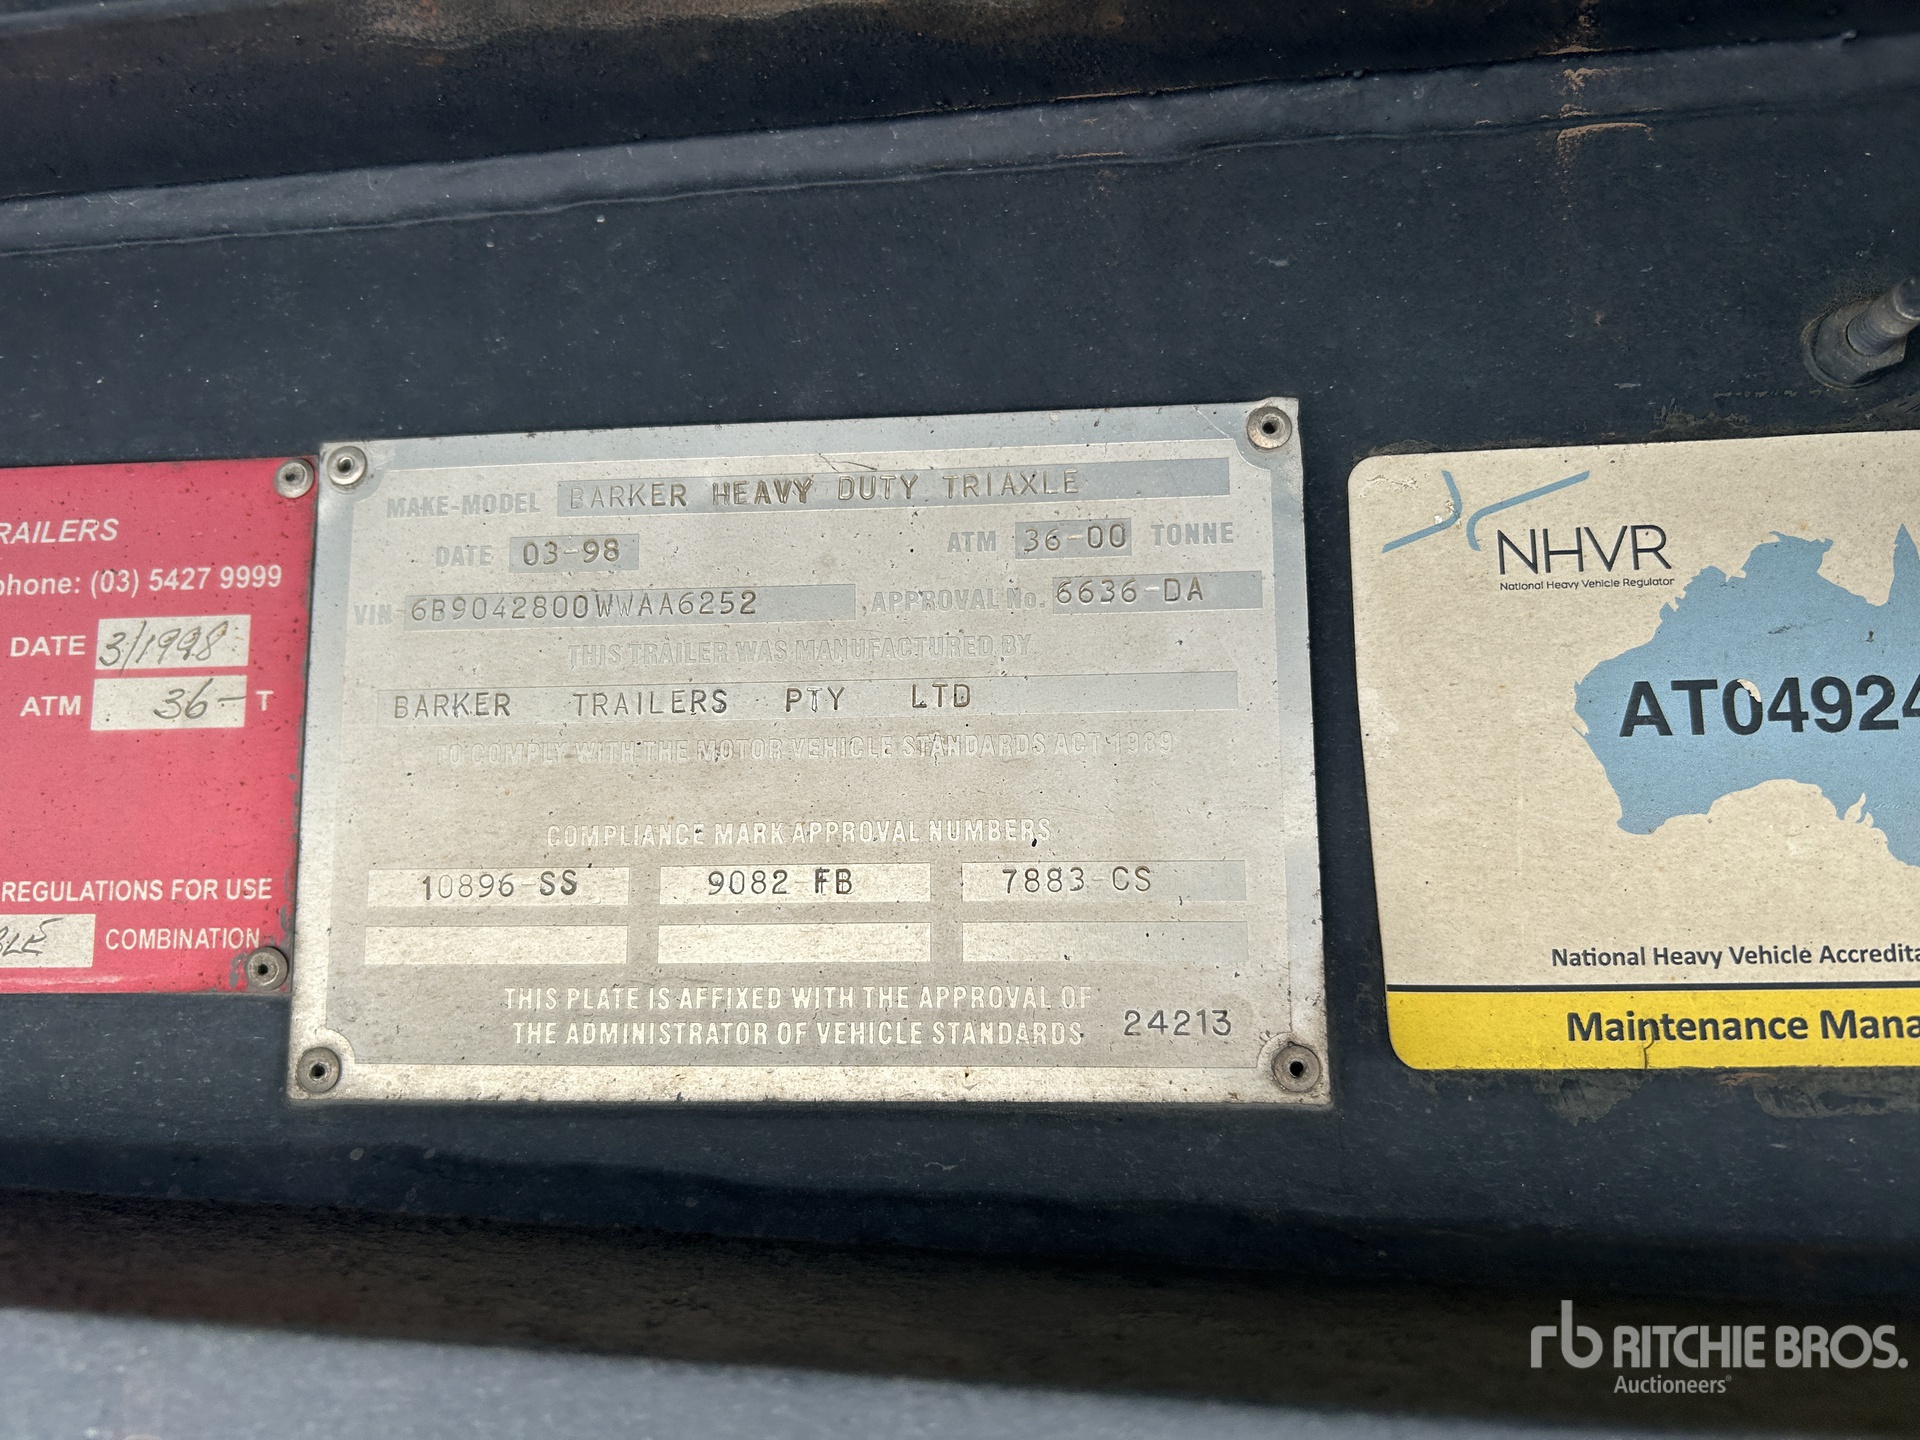 RAILERS
phone: (03) 5427 9999
DATE 3/1998
ATM 36- T
REGULATIONS FOR USE
COMBINATION
MAKE-MODEL BARKER HEAVY DUTY TRIAXLE
DATE 03-98 ATM 36-00 TONNE
VIN 6B9042800WWAA6252 APPROVAL No. 6636-DA
THIS TRAILER WAS MANUFACTURED BY
BARKER TRAILERS PTY LTD
TO COMPLY WITH THE MOTOR VEHICLE STANDARDS ACT 1989
COMPLIANCE MARK APPROVAL NUMBERS
10896-SS 9082-FB 7883-CS
THIS PLATE IS AFFIXED WITH THE APPROVAL OF
THE ADMINISTRATOR OF VEHICLE STANDARDS 24213
NHVR
National Heavy Vehicle Regulator
AT04924
National Heavy Vehicle Accredita
Maintenance Mana
rb RITCHIE BROS.
Auctioneers